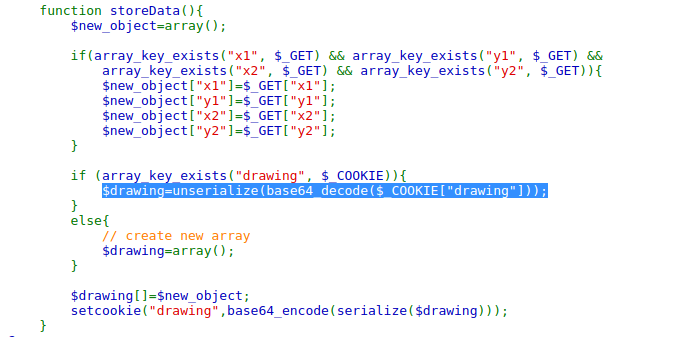 function storeData(){
$new_object=array();
if(array_key_exists("x1", $_GET) && array_key_exists("y1", $_GET) &&
array_key_exists("x2", $_GET) && array_key_exists("y2", $_GET)){
$new_object["x1"]=$_GET["x1"];
$new_object["y1"]=$_GET["y1"];
$new_object["x2"]=$_GET["x2"];
$new_object["y2"]=$_GET["y2"];
}
if (array_key_exists("drawing", $_COOKIE)){
$drawing=unserialize(base64_decode($_COOKIE["drawing"]));
}
else{
// create new array
$drawing=array();
}
$drawing[]=$new_object;
setcookie("drawing",base64_encode(serialize($drawing)));
}